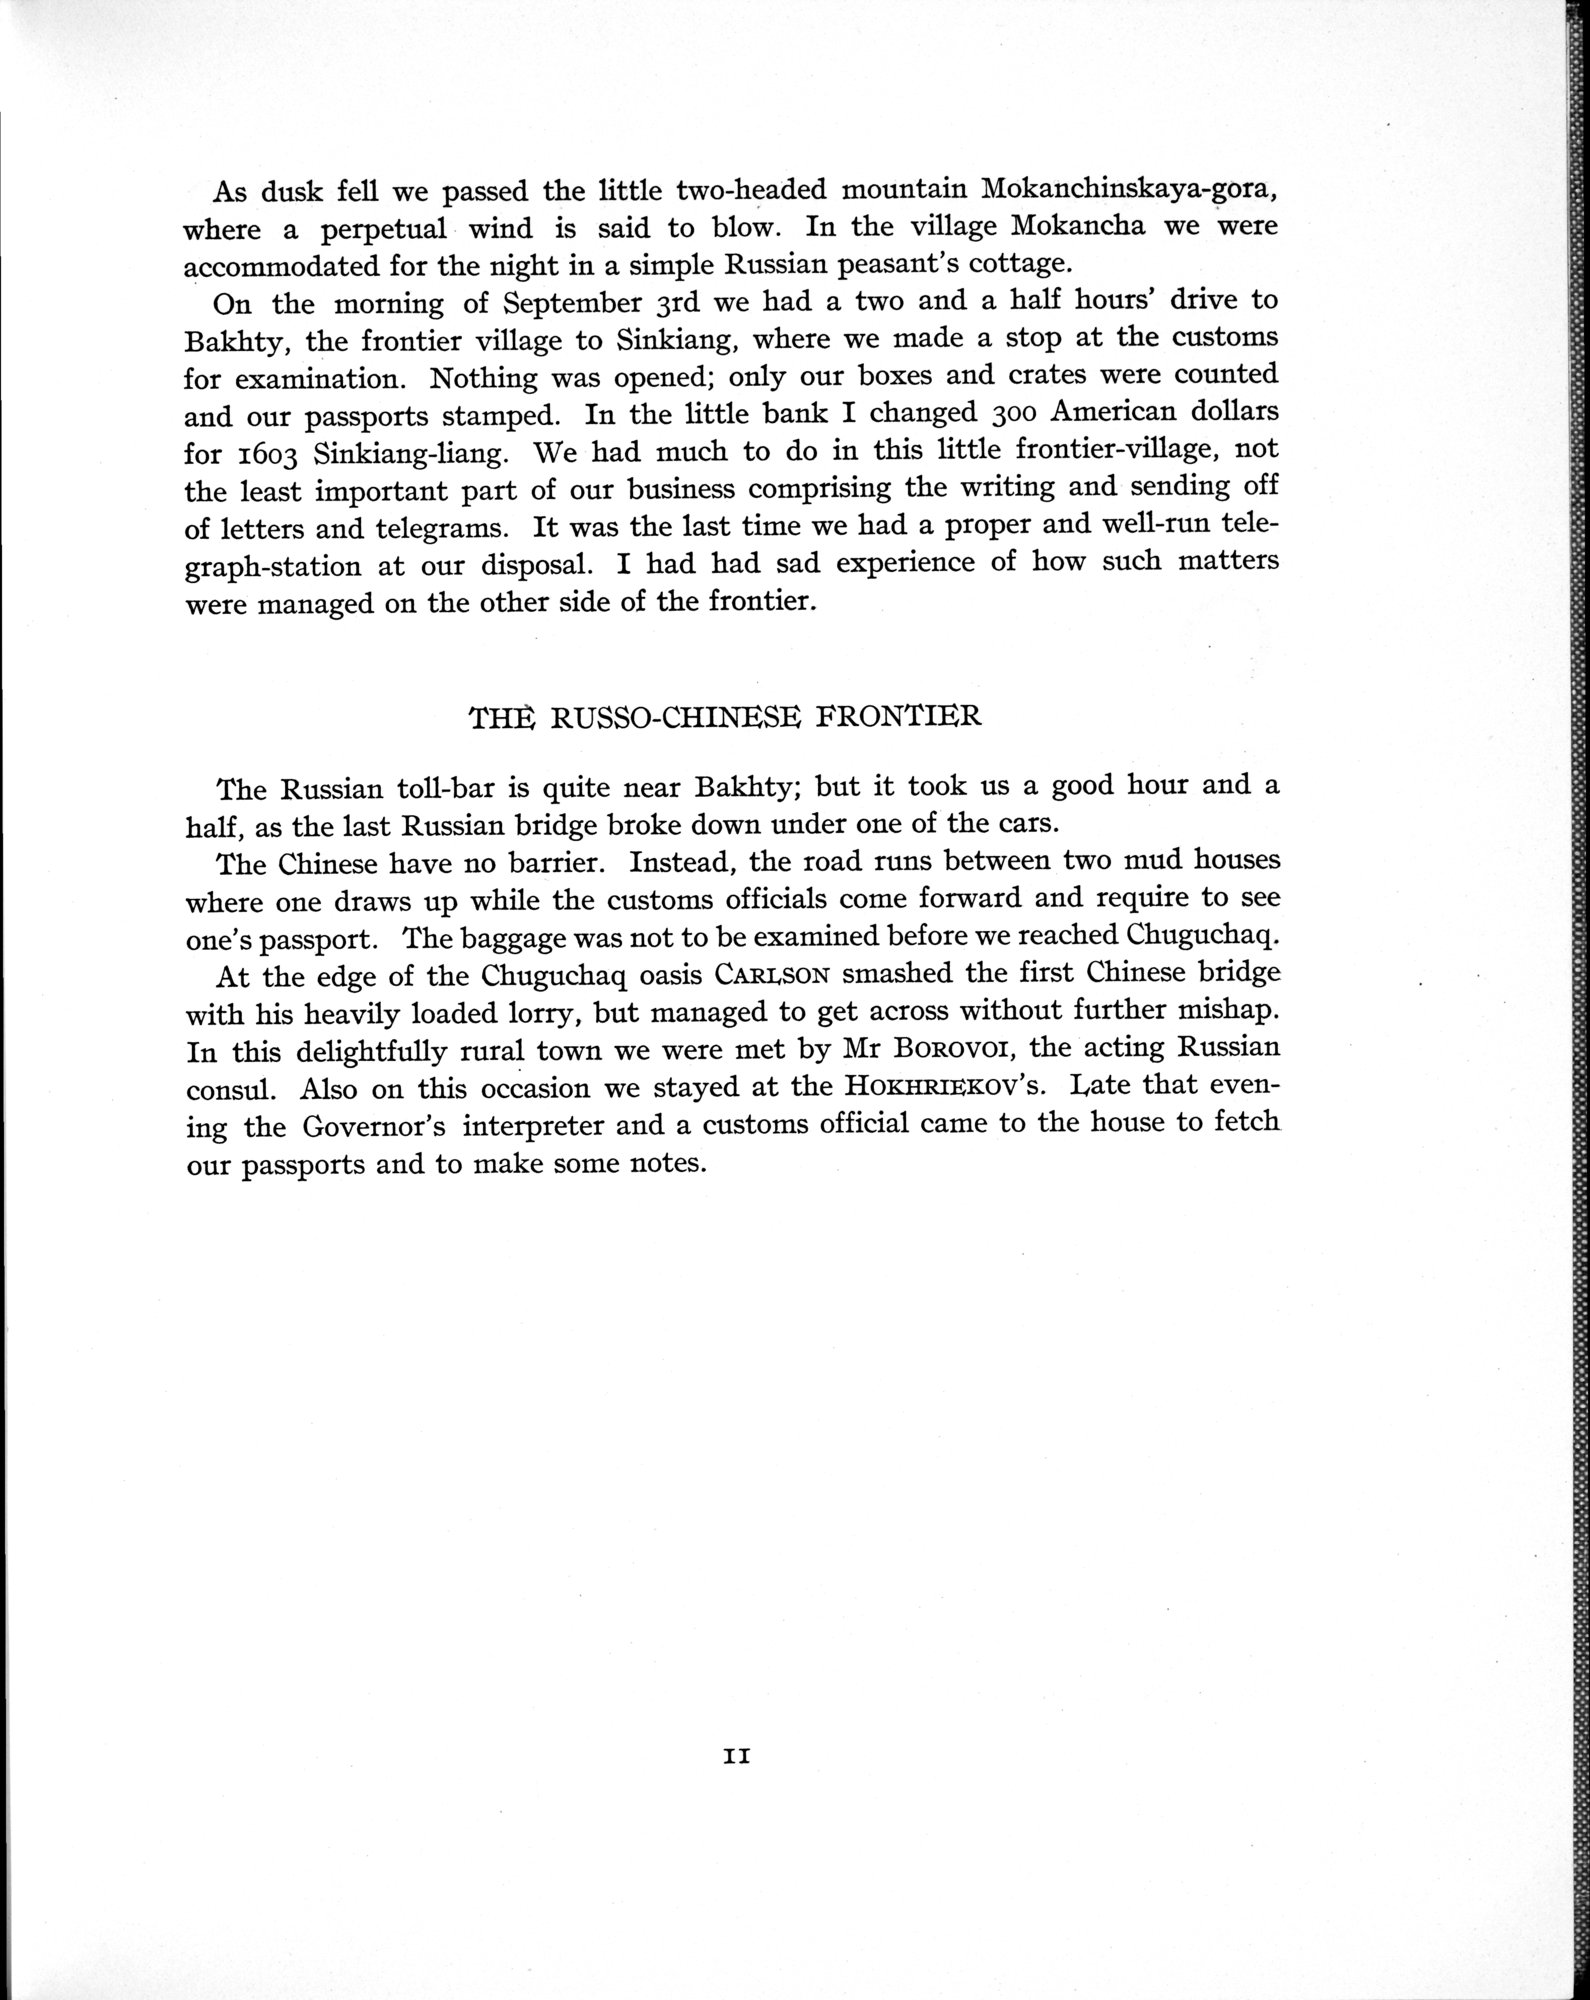 As dusk fell we passed the little two-headed mountain Mokanchinskaya-gora,
where a perpetual wind is said to blow. In the village Mokancha we were
accommodated for the night in a simple Russian peasant's cottage.
On the morning of September 3rd we had a two and a half hours' drive to
Bakhty, the frontier village to Sinkiang, where we made a stop at the customs
for examination. Nothing was opened; only our boxes and crates were counted
and our passports stamped. In the little bank I changed 300 American dollars
for 1603 Sinkiang-liang. We had much to do in this little frontier-village, not
the least important part of our business comprising the writing and sending off
of letters and telegrams. It was the last time we had a proper and well-run tele-
graph-station at our disposal. I had had sad experience of how such matters
were managed on the other side of the frontier.
THE RUSSO-CHINESE FRONTIER
The Russian toll-bar is quite near Bakhty; but it took us a good hour and a
half, as the last Russian bridge broke down under one of the cars.
The Chinese have no barrier. Instead, the road runs between two mud houses
where one draws up while the customs officials come forward and require to see
one's passport. The baggage was not to be examined before we reached Chuguchaq.
At the edge of the Chuguchaq oasis CARLSON smashed the first Chinese bridge
with his heavily loaded lorry, but managed to get across without further mishap.
In this delightfully rural town we were met by Mr BOROVOI, the acting Russian
consul. Also on this occasion we stayed at the HOKHRIEKOV's. Late that even-
ing the Governor's interpreter and a customs official came to the house to fetch
our passports and to make some notes.
11